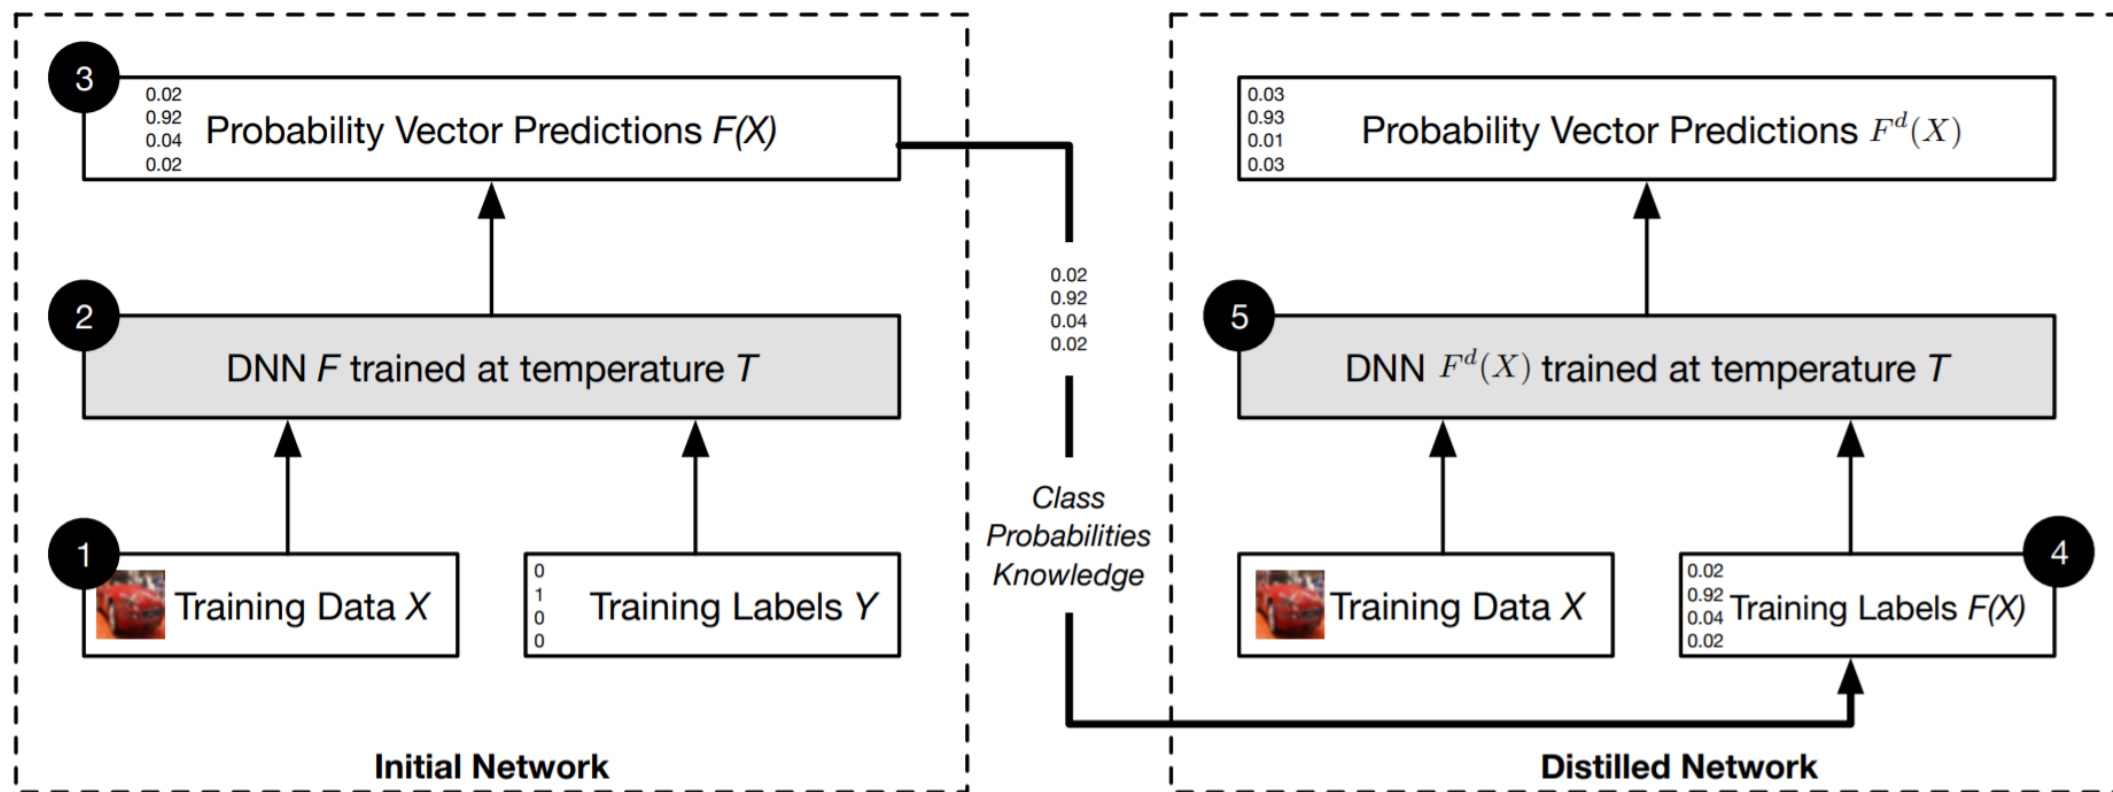 3
0.02
0.92
0.04
0.02
Probability Vector Predictions F(X)
2
DNN F trained at temperature T
1
Training Data X
0
1
0
0
Training Labels Y
Initial Network
0.02
0.92
0.04
0.02
Class
Probabilities
Knowledge
0.03
0.93
0.01
0.03
Probability Vector Predictions F^d(X)
5
DNN F^d(X) trained at temperature T
Training Data X
4
0.02
0.92
0.04
0.02
Training Labels F(X)
Distilled Network